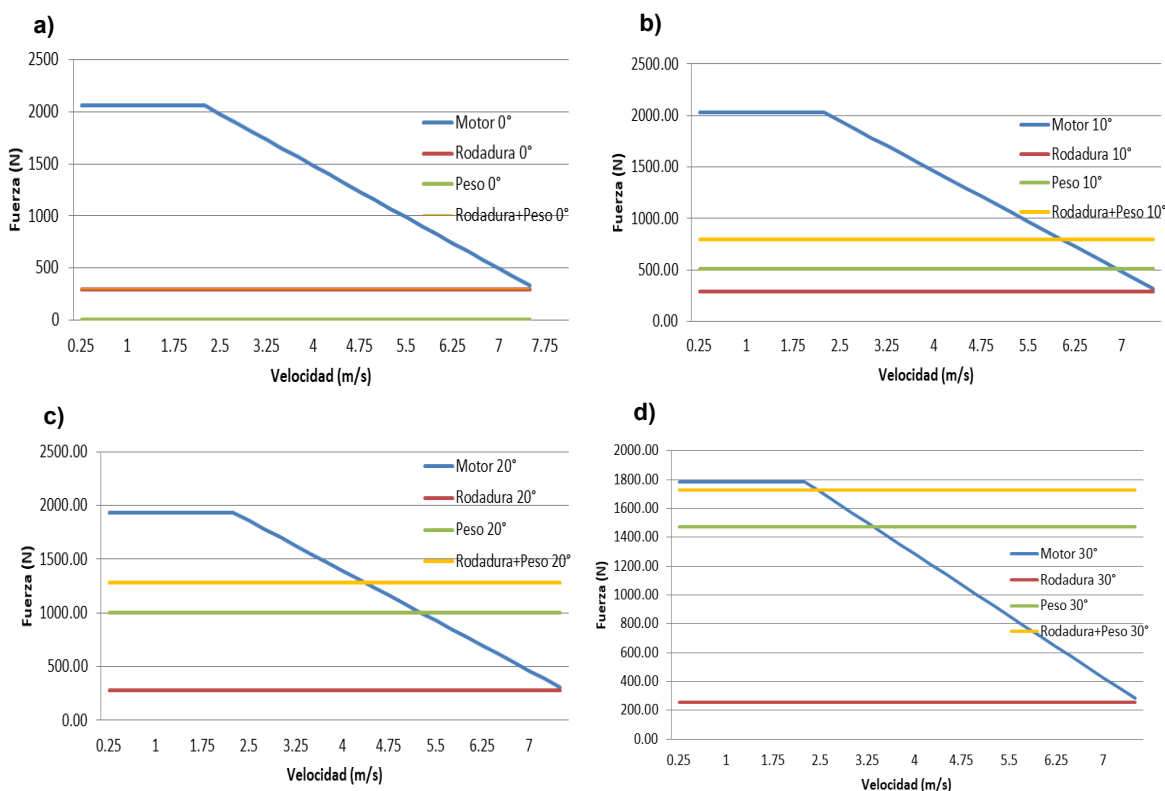 a)
2500
2000
1500
1000
500
0
Fuerza (N)
0.25 1 1.75 2.5 3.25 4 4.75 5.5 6.25 7 7.75
Velocidad (m/s)
Motor 0°
Rodadura 0°
Peso 0°
Rodadura+Peso 0°
b)
2500.00
2000.00
1500.00
1000.00
500.00
0.00
Fuerza (N)
0.25 1 1.75 2.5 3.25 4 4.75 5.5 6.25 7
Velocidad (m/s)
Motor 10°
Rodadura 10°
Peso 10°
Rodadura+Peso 10°
c)
2500.00
2000.00
1500.00
1000.00
500.00
0.00
Fuerza (N)
0.25 1 1.75 2.5 3.25 4 4.75 5.5 6.25 7
Velocidad (m/s)
Motor 20°
Rodadura 20°
Peso 20°
Rodadura+Peso 20°
d)
2000.00
1800.00
1600.00
1400.00
1200.00
1000.00
800.00
600.00
400.00
200.00
0.00
Fuerza (N)
0.25 1 1.75 2.5 3.25 4 4.75 5.5 6.25 7
Velocidad (m/s)
Motor 30°
Rodadura 30°
Peso 30°
Rodadura+Peso 30°